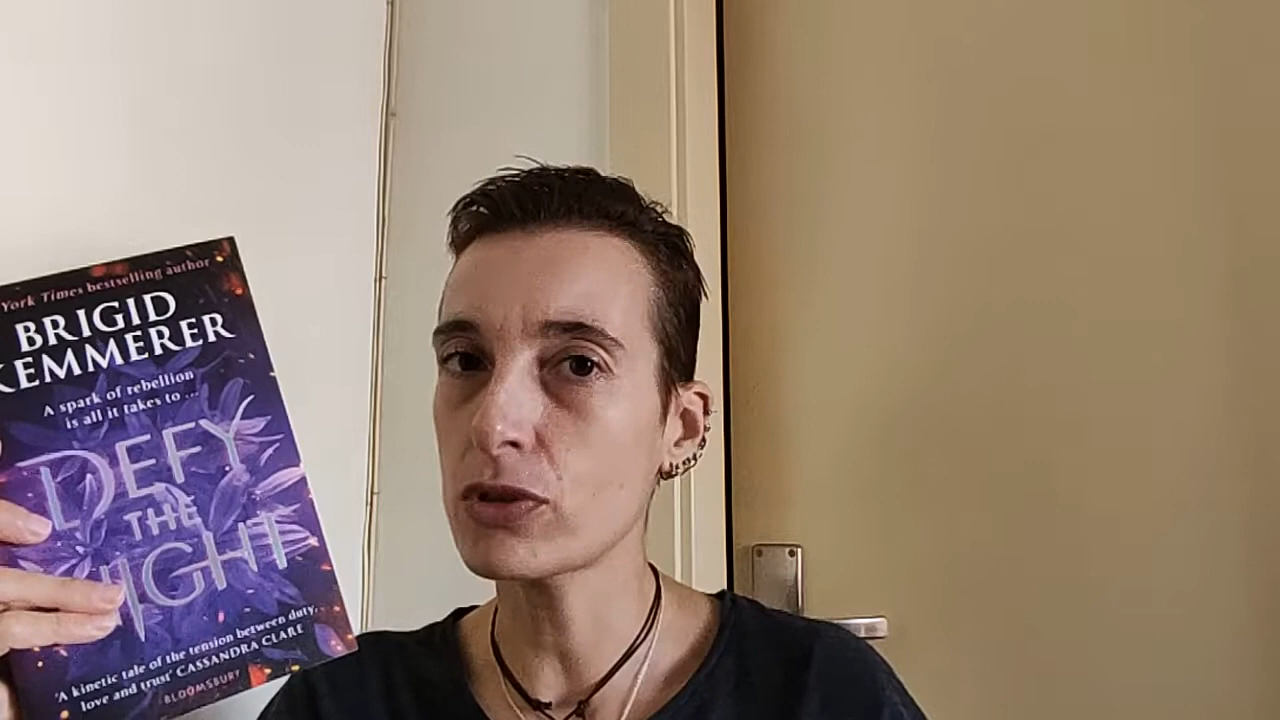 York Times bestselling author
BRIGID
KEMMERER
A spark of rebellion
is all it takes to ...
DEFY
THE
NIGHT
'A kinetic tale of the tension between duty,
love and trust' CASSANDRA CLARE
BLOOMSBURY